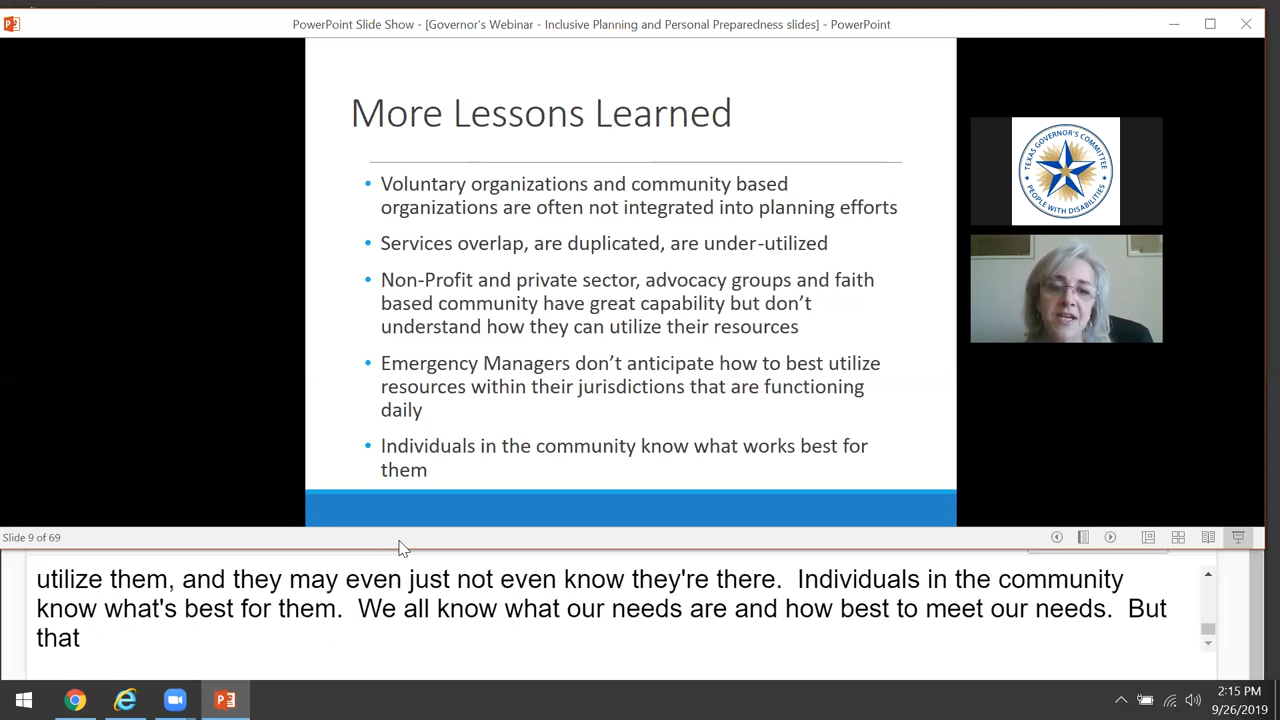 PowerPoint Slide Show - [Governor's Webinar - Inclusive Planning and Personal Preparedness slides] - PowerPoint
More Lessons Learned
• Voluntary organizations and community based
organizations are often not integrated into planning efforts
• Services overlap, are duplicated, are under-utilized
• Non-Profit and private sector, advocacy groups and faith
based community have great capability but don't
understand how they can utilize their resources
• Emergency Managers don't anticipate how to best utilize
resources within their jurisdictions that are functioning
daily
• Individuals in the community know what works best for
them
TEXAS GOVERNOR'S COMMITTEE
PEOPLE WITH DISABILITIES
Slide 9 of 69
utilize them, and they may even just not even know they're there.  Individuals in the community
know what's best for them.  We all know what our needs are and how best to meet our needs.  But
that
2:15 PM
9/26/2019